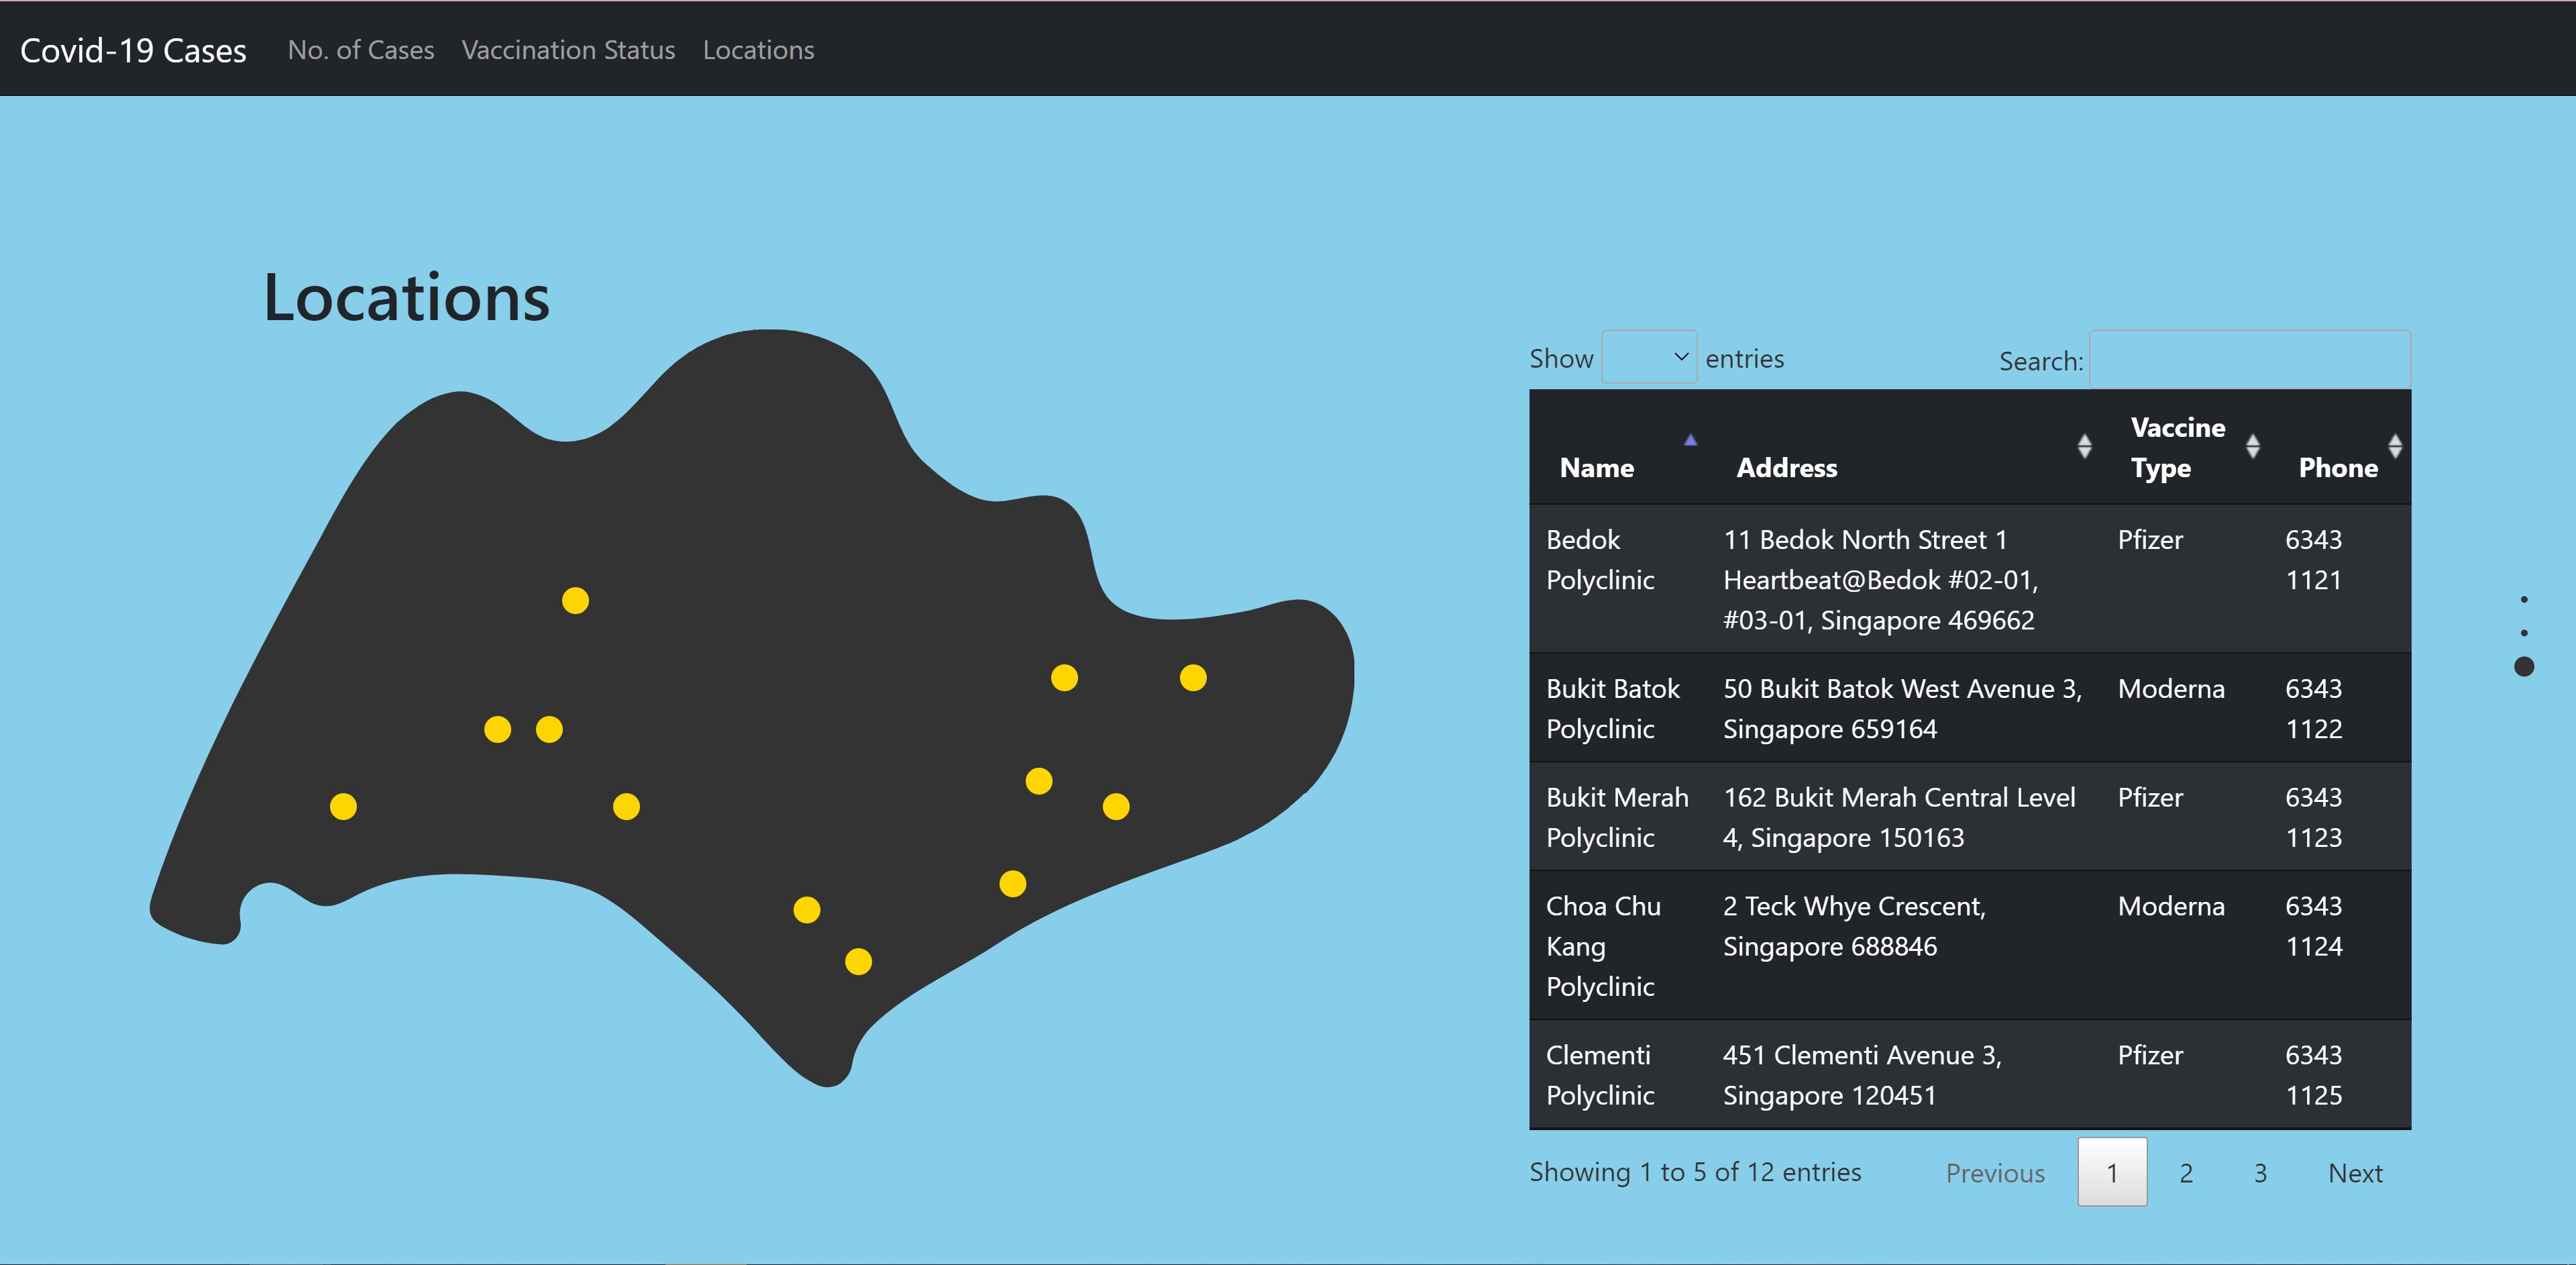 Covid-19 Cases No. of Cases Vaccination Status Locations
Locations
Show entries Search:
Name Address Vaccine Type Phone
Bedok Polyclinic
11 Bedok North Street 1
Heartbeat@Bedok #02-01,
#03-01, Singapore 469662
Pfizer
6343 1121
Bukit Batok Polyclinic
50 Bukit Batok West Avenue 3,
Singapore 659164
Moderna
6343 1122
Bukit Merah Polyclinic
162 Bukit Merah Central Level
4, Singapore 150163
Pfizer
6343 1123
Choa Chu Kang Polyclinic
2 Teck Whye Crescent,
Singapore 688846
Moderna
6343 1124
Clementi Polyclinic
451 Clementi Avenue 3,
Singapore 120451
Pfizer
6343 1125
Showing 1 to 5 of 12 entries Previous 1 2 3 Next